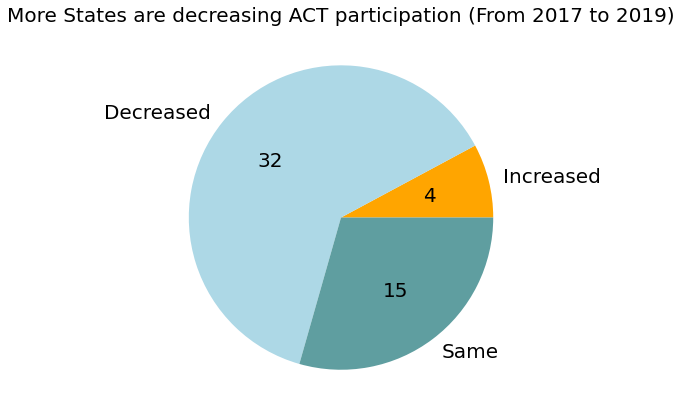 More States are decreasing ACT participation (From 2017 to 2019)
Decreased
32
Increased
4
15
Same